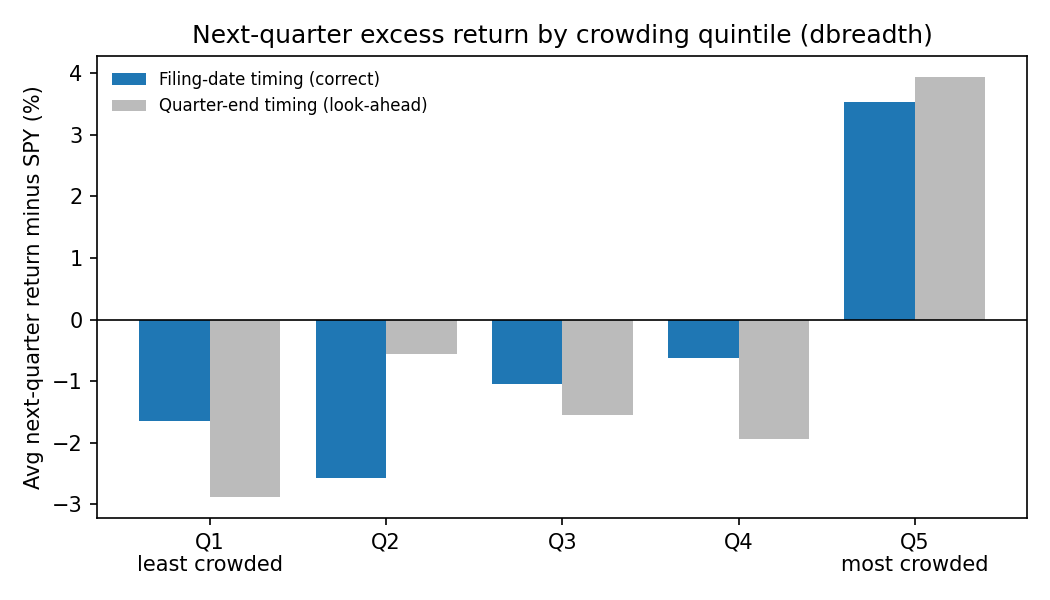 Next-quarter excess return by crowding quintile (dbreadth)
Filing-date timing (correct)
Quarter-end timing (look-ahead)
Avg next-quarter return minus SPY (%)
4
3
2
1
0
−1
−2
−3
Q1
least crowded
Q2
Q3
Q4
Q5
most crowded